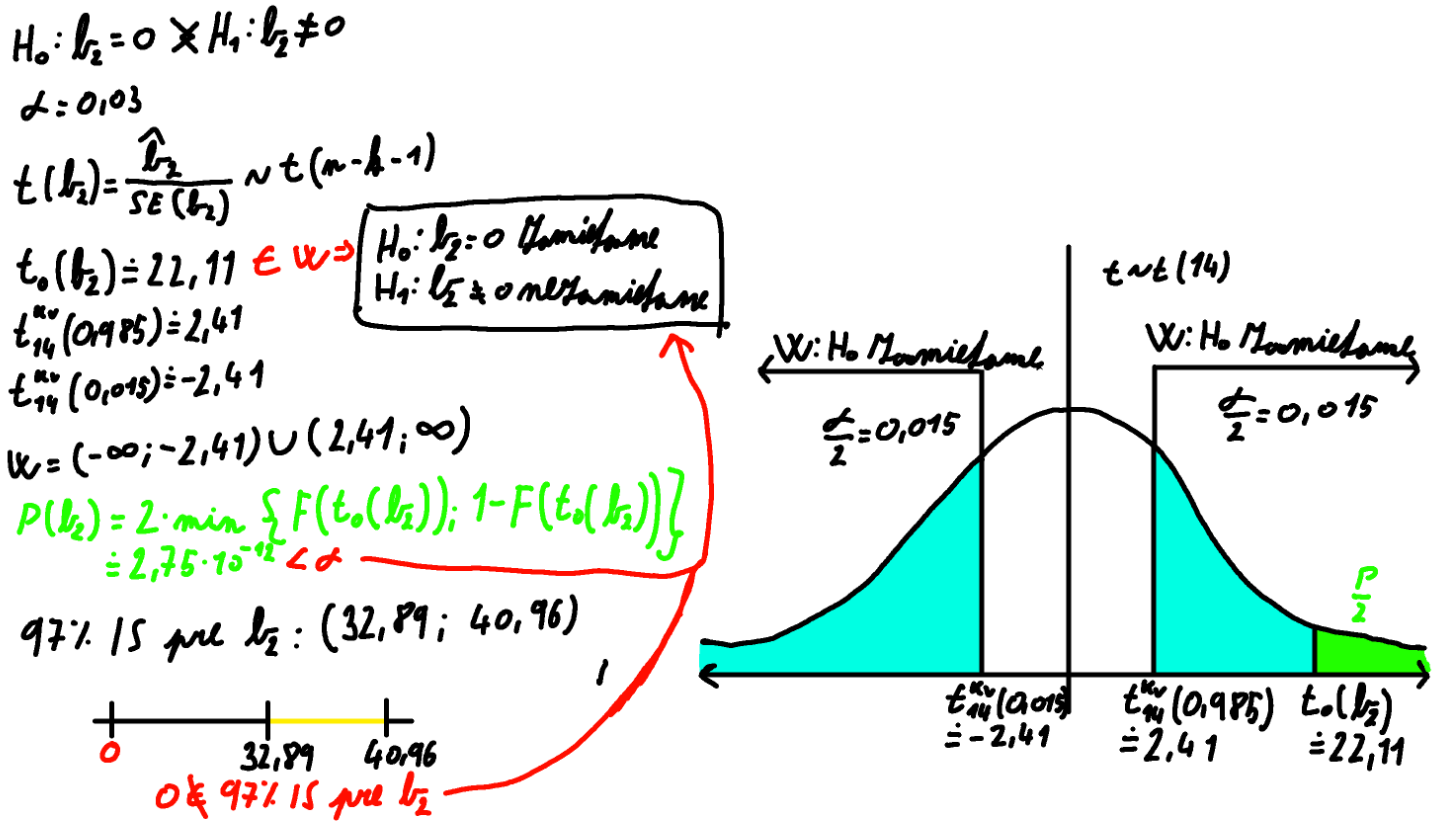 H₀: b₂=0 × H₁: b₂≠0
α=0,03
t(b₂)= b̂₂ / SE(b₂) ~ t(n-k-1)
t₀(b₂)≐22,11 ∈ W ⇒
H₀: b₂=0 zamietame
H₁: b₂≠0 nezamietame
t₁₄ᵏᵛ(0,985)≐2,41
t₁₄ᵏᵛ(0,015)≐-2,41
W=(-∞;-2,41)∪(2,41;∞)
P(b₂)=2·min{F(t₀(b₂)); 1-F(t₀(b₂))}
≐2,75·10⁻¹² <α
97% IS pre b₂: (32,89; 40,96)
0 32,89 40,96
0∉ 97% IS pre b₂
t~t(14)
W: H₀ zamietame
W: H₀ zamietame
α/2=0,015
α/2=0,015
P/2
t₁₄ᵏᵛ(0,015)
≐-2,41
t₁₄ᵏᵛ(0,985)
≐2,41
t₀(b₂)
≐22,11